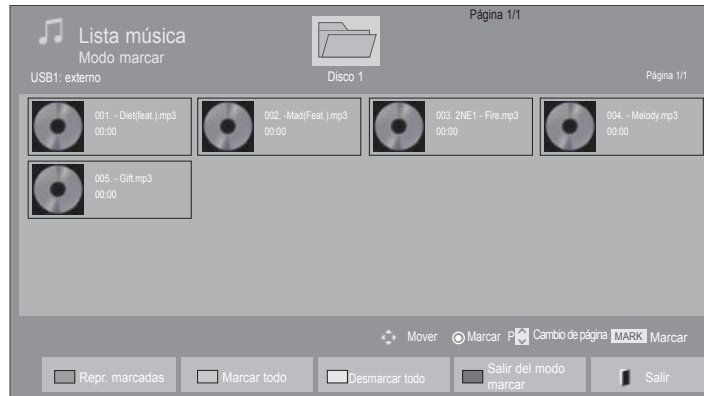 Página 1/1
Lista música
Modo marcar
USB1: externo
Disco 1
Página 1/1
001. - Diet(feat.).mp3
00:00
002. -Mad(Feat.).mp3
00:00
003. 2NE1 - Fire.mp3
00:00
004. - Melody.mp3
00:00
005. - Gift.mp3
00:00
Mover Marcar P Cambio de página MARK Marcar
Repr. marcadas
Marcar todo
Desmarcar todo
Salir del modo
marcar
Salir